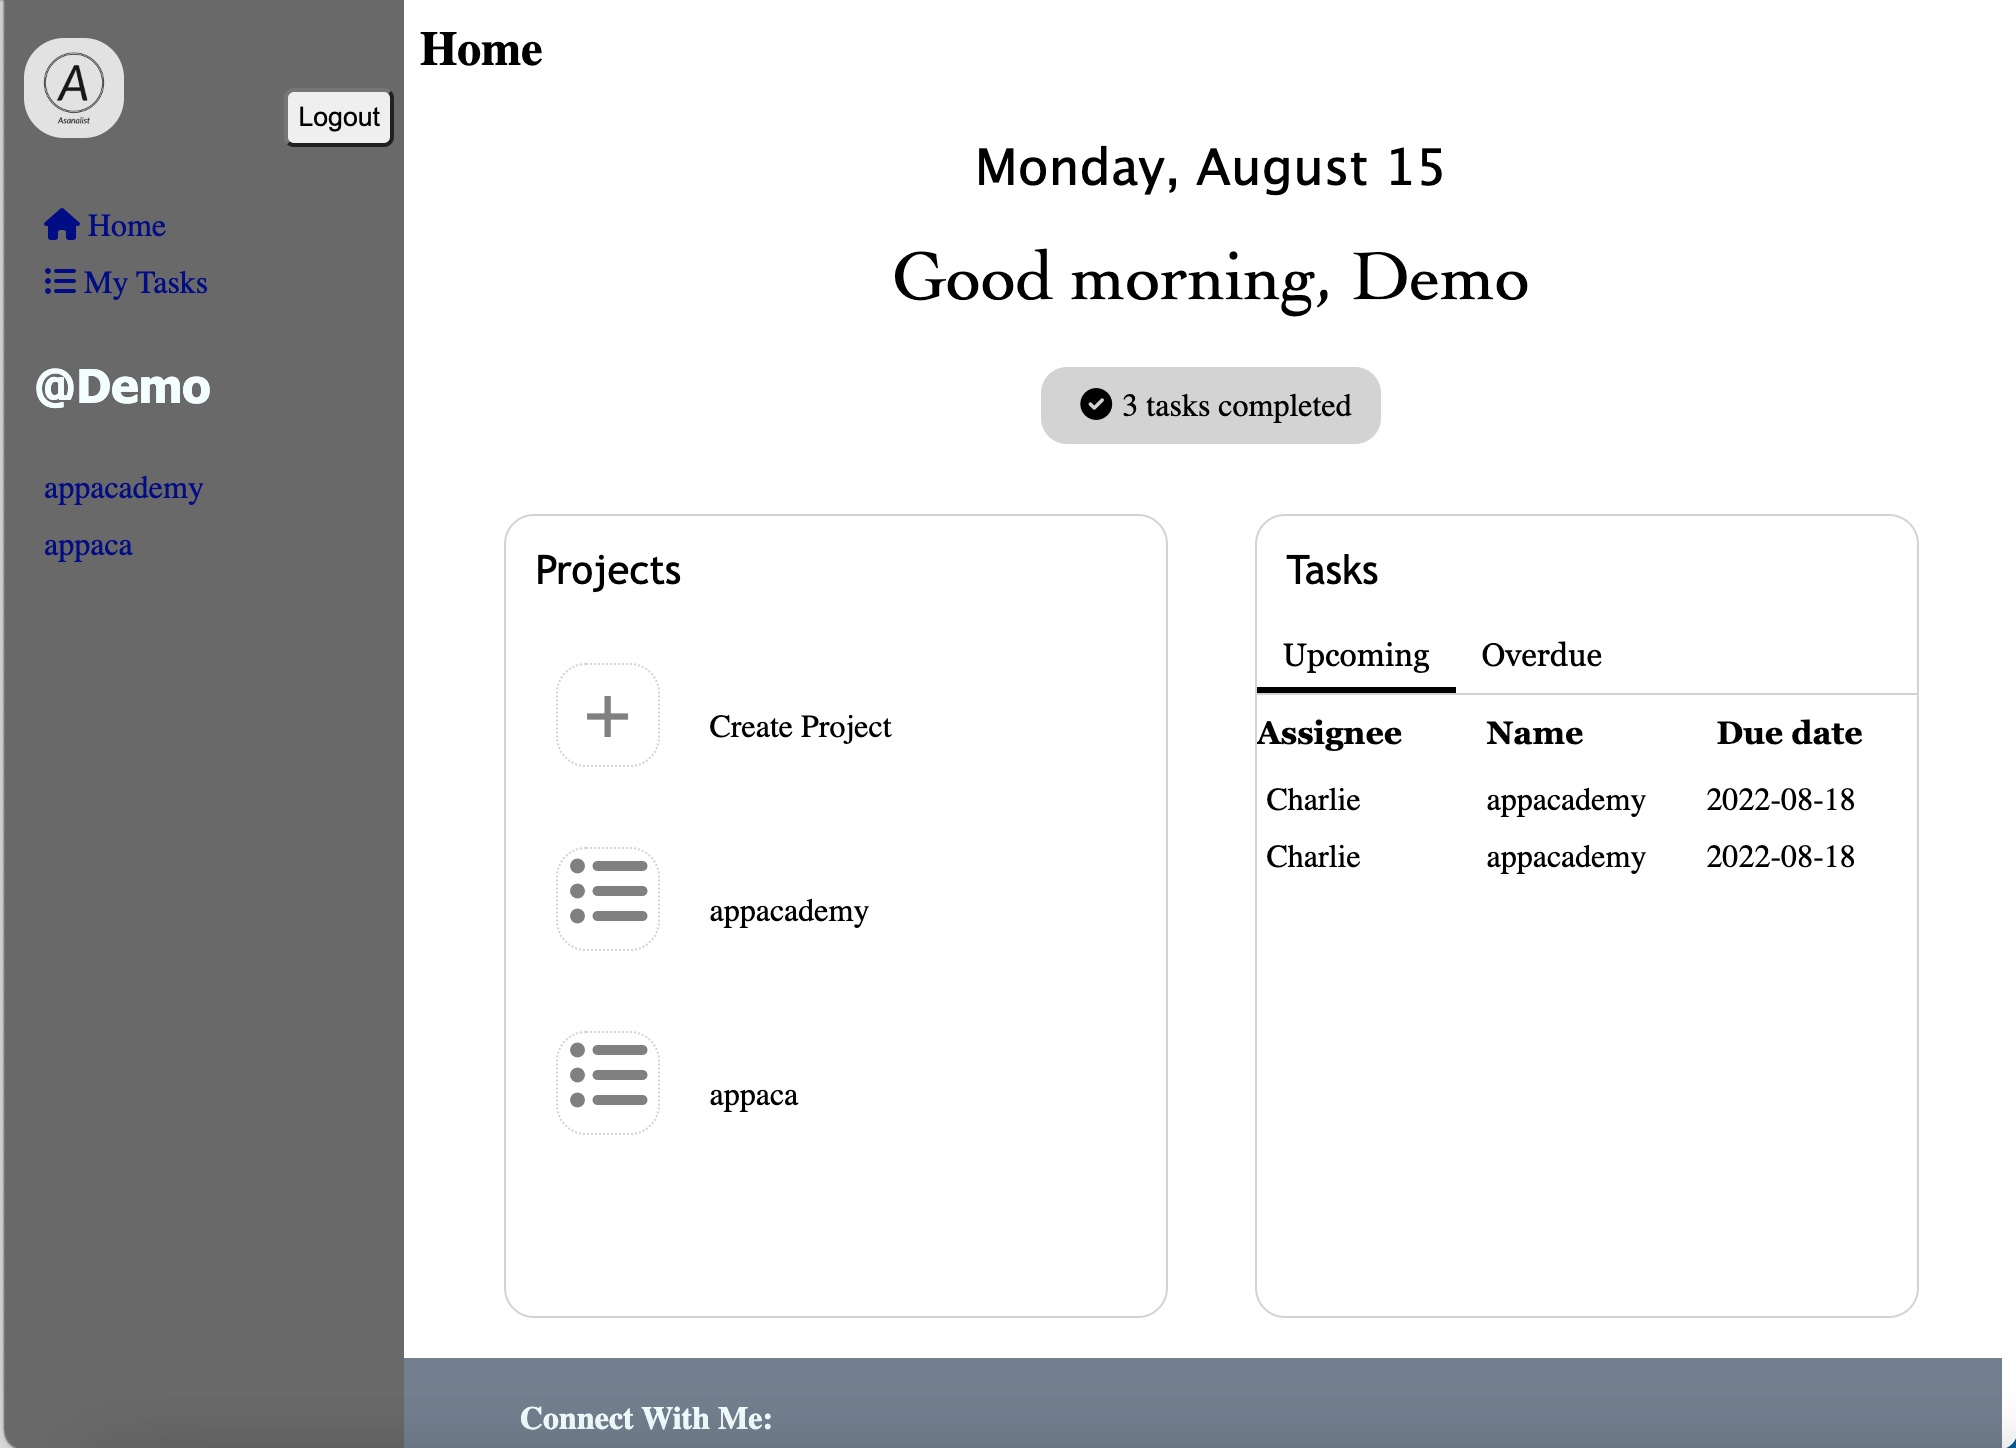 A
Asanalist
Logout
Home
My Tasks
@Demo
appacademy
appaca
Home
Monday, August 15
Good morning, Demo
3 tasks completed
Projects
Create Project
appacademy
appaca
Tasks
Upcoming Overdue
Assignee Name Due date
Charlie appacademy 2022-08-18
Charlie appacademy 2022-08-18
Connect With Me: